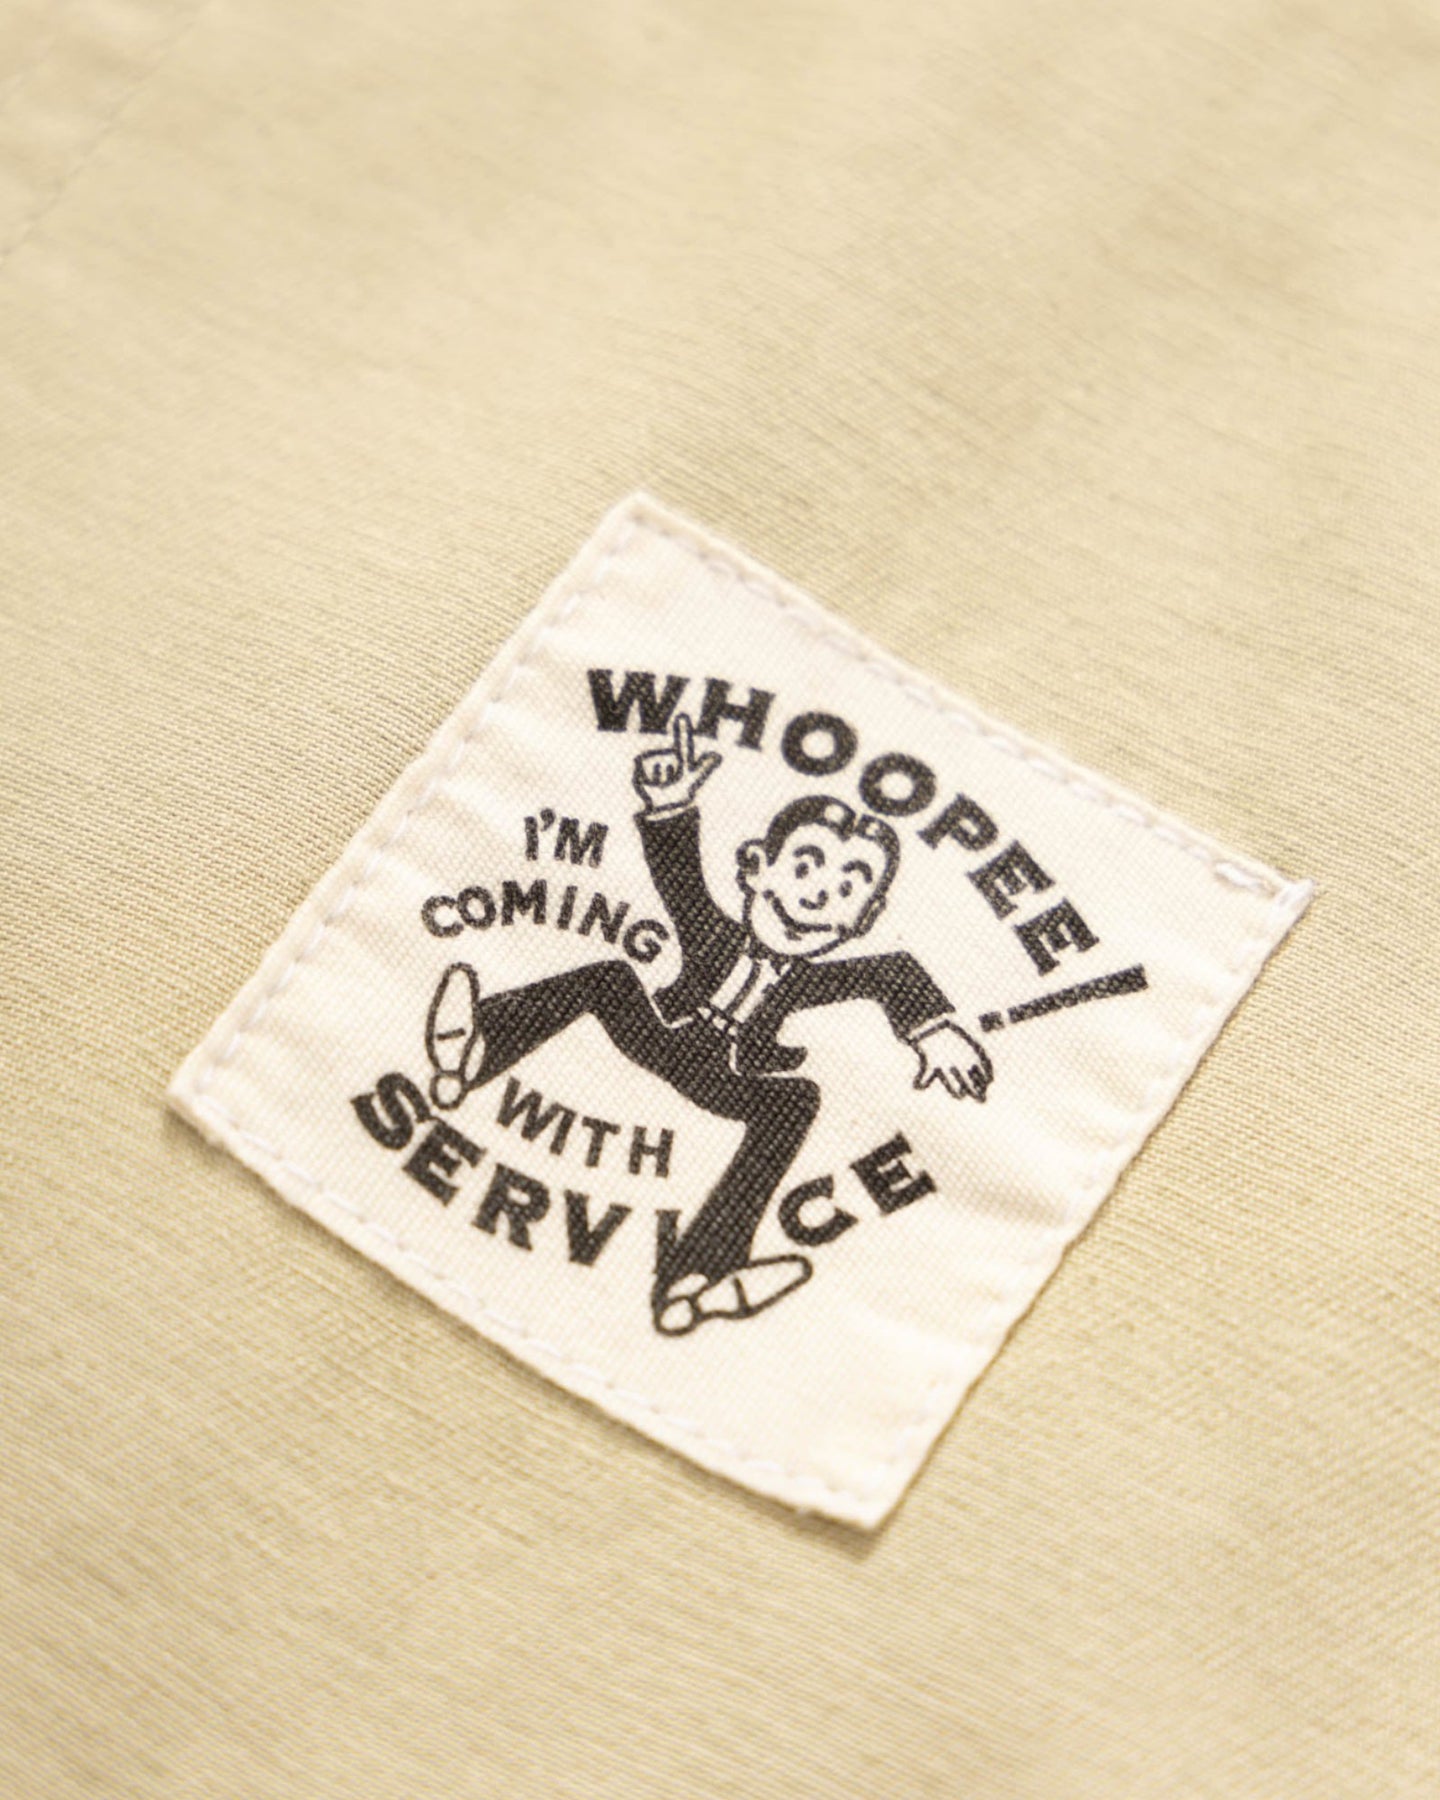 WHOOPEE!
I'M
COMING
WITH
SERVICE